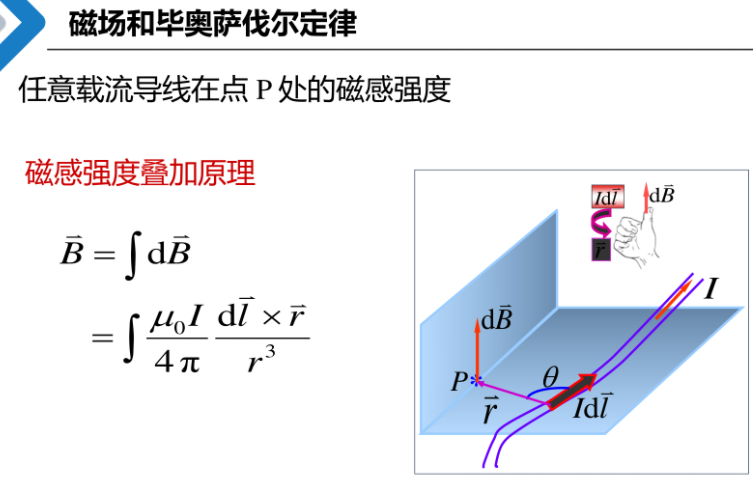 磁场和毕奥萨伐尔定律
任意载流导线在点 P 处的磁感强度
磁感强度叠加原理
$\vec{B} = \int \mathrm{d}\vec{B}$
$= \int \frac{\mu_0 I}{4\pi} \frac{\mathrm{d}\vec{l} \times \vec{r}}{r^3}$
$I\mathrm{d}\vec{l}$
$\mathrm{d}\vec{B}$
$\vec{r}$
$I$
$\mathrm{d}\vec{B}$
$P$*
$\theta$
$\vec{r}$
$I\mathrm{d}\vec{l}$